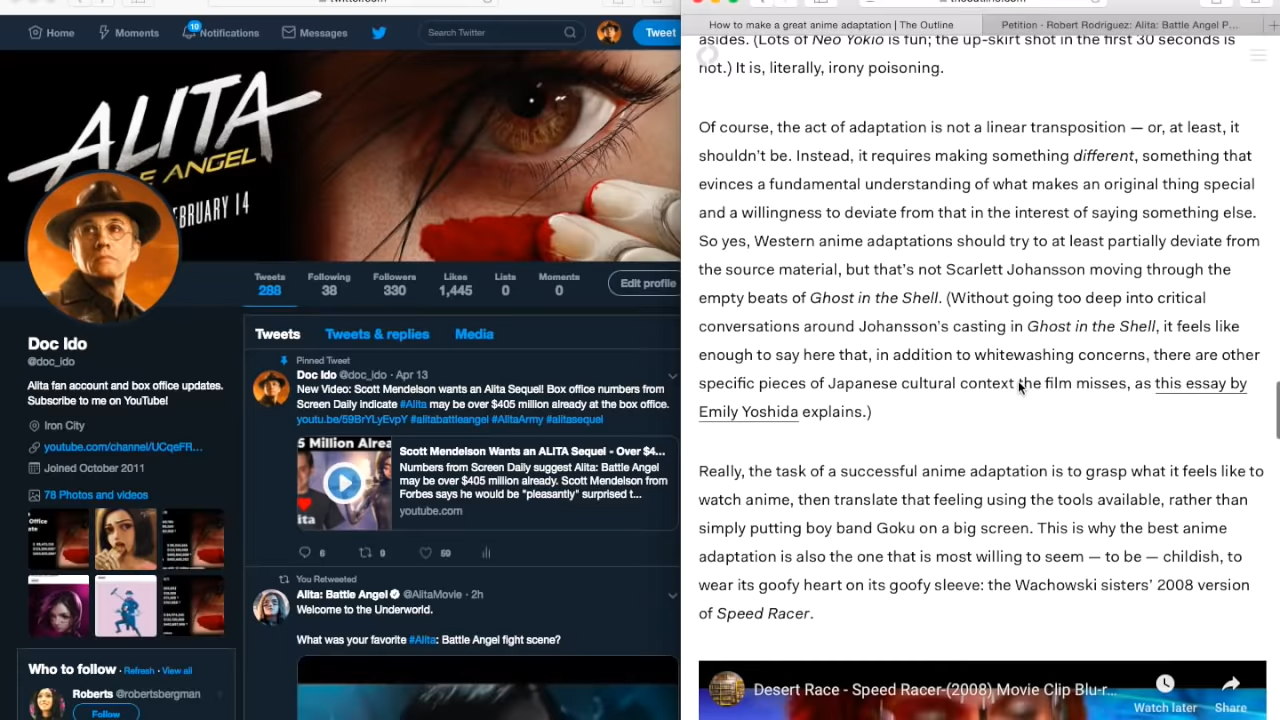 twitter.com
Home
Moments
10
Notifications
Messages
Search Twitter
Tweet
ALITA
E ANGEL
FEBRUARY 14
Tweets
288
Following
38
Followers
330
Likes
1,445
Lists
0
Moments
0
Edit profile
Doc Ido
@doc_ido
Alita fan account and box office updates.
Subscribe to me on YouTube!
Iron City
youtube.com/channel/UCqeFR...
Joined October 2011
78 Photos and videos
Who to follow · Refresh · View all
Roberts @robertsbergman
Follow
Tweets
Tweets & replies
Media
Pinned Tweet
Doc Ido @doc_ido · Apr 13
New Video: Scott Mendelson wants an Alita Sequel! Box office numbers from
Screen Daily indicate #Alita may be over $405 million already at the box office.
youtu.be/59BrYLyEvpY #alitabattleangel #AlitaArmy #alitasequel
5 Million Alrea
ita
Scott Mendelson Wants an ALITA Sequel - Over $4...
Numbers from Screen Daily suggest Alita: Battle Angel
may be over $405 million already. Scott Mendelson from
Forbes says he would be "pleasantly" surprised t...
youtube.com
6
9
59
You Retweeted
Alita: Battle Angel @AlitaMovie · 2h
Welcome to the Underworld.
What was your favorite #Alita: Battle Angel fight scene?
theoutline.com
How to make a great anime adaptation | The Outline
Petition · Robert Rodriguez: Alita: Battle Angel P...
asides. (Lots of Neo Yokio is fun; the up-skirt shot in the first 30 seconds is
not.) It is, literally, irony poisoning.
Of course, the act of adaptation is not a linear transposition — or, at least, it
shouldn't be. Instead, it requires making something different, something that
evinces a fundamental understanding of what makes an original thing special
and a willingness to deviate from that in the interest of saying something else.
So yes, Western anime adaptations should try to at least partially deviate from
the source material, but that's not Scarlett Johansson moving through the
empty beats of Ghost in the Shell. (Without going too deep into critical
conversations around Johansson's casting in Ghost in the Shell, it feels like
enough to say here that, in addition to whitewashing concerns, there are other
specific pieces of Japanese cultural context the film misses, as this essay by
Emily Yoshida explains.)
Really, the task of a successful anime adaptation is to grasp what it feels like to
watch anime, then translate that feeling using the tools available, rather than
simply putting boy band Goku on a big screen. This is why the best anime
adaptation is also the one that is most willing to seem — to be — childish, to
wear its goofy heart on its goofy sleeve: the Wachowski sisters' 2008 version
of Speed Racer.
Desert Race - Speed Racer-(2008) Movie Clip Blu-r...
Watch later
Share